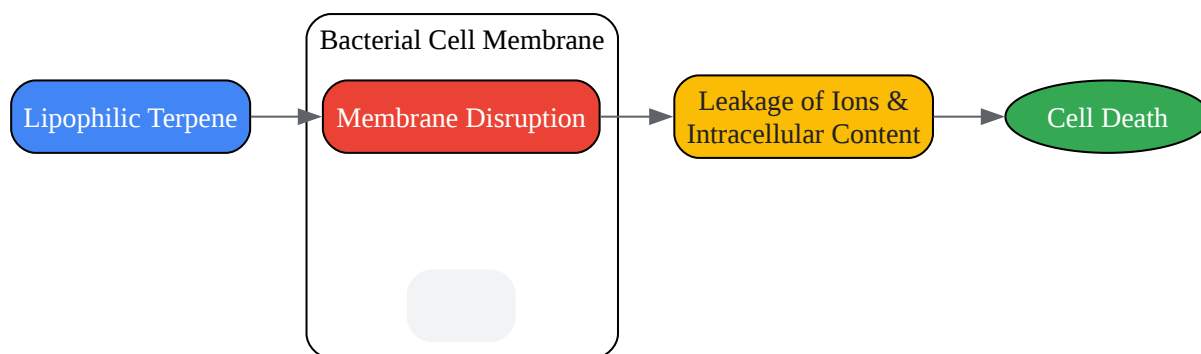 Bacterial Cell Membrane
Lipophilic Terpene
Membrane Disruption
Leakage of Ions &
Intracellular Content
Cell Death